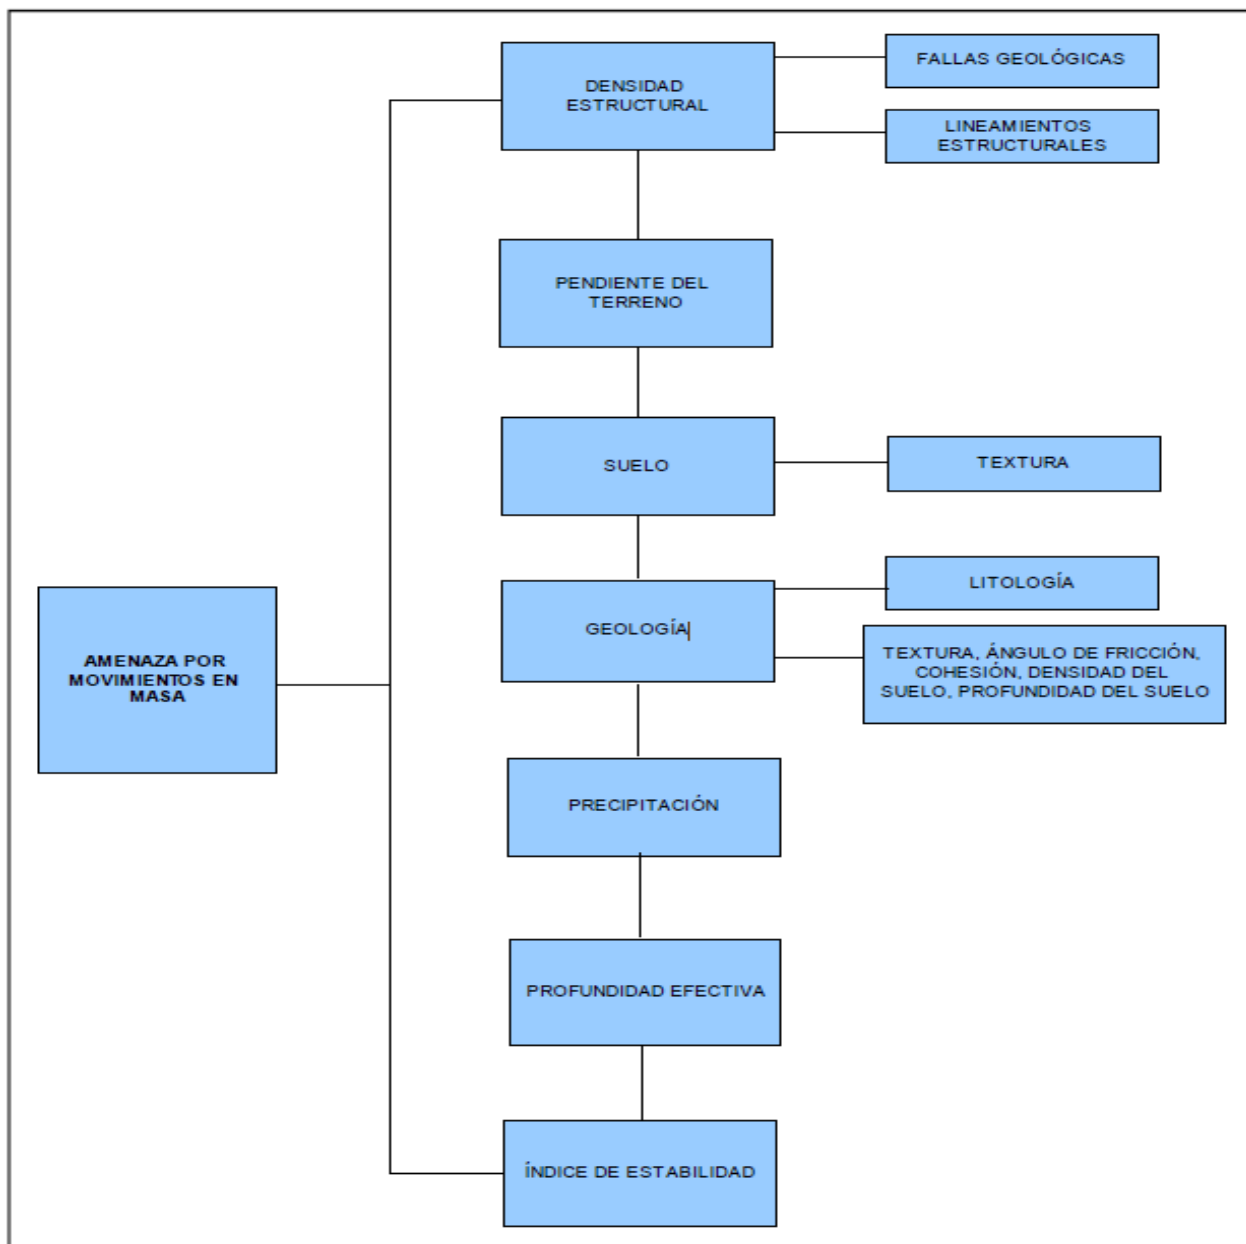 DENSIDAD
ESTRUCTURAL
FALLAS GEOLÓGICAS
LINEAMIENTOS
ESTRUCTURALES
PENDIENTE DEL
TERRENO
SUELO
TEXTURA
GEOLOGÍA
LITOLOGÍA
TEXTURA, ÁNGULO DE FRICCIÓN,
COHESIÓN, DENSIDAD DEL
SUELO, PROFUNDIDAD DEL SUELO
AMENAZA POR
MOVIMIENTOS EN
MASA
PRECIPITACIÓN
PROFUNDIDAD EFECTIVA
ÍNDICE DE ESTABILIDAD